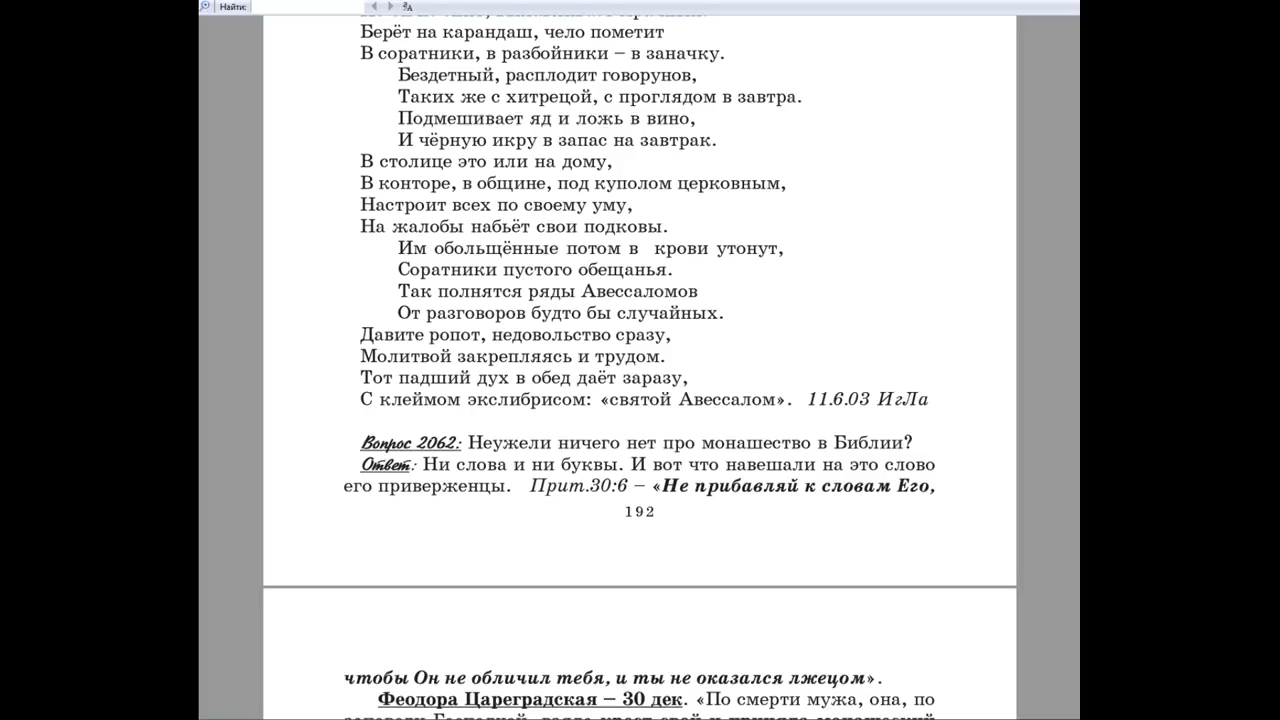 Найти:
Берёт на карандаш, чело пометит
В соратники, в разбойники – в заначку.
Бездетный, расплодит говорунов,
Таких же с хитрецой, с проглядом в завтра.
Подмешивает яд и ложь в вино,
И чёрную икру в запас на завтрак.
В столице это или на дому,
В конторе, в общине, под куполом церковным,
Настроит всех по своему уму,
На жалобы набьёт свои подковы.
Им обольщённые потом в крови утонут,
Соратники пустого обещанья.
Так полнятся ряды Авессаломов
От разговоров будто бы случайных.
Давите ропот, недовольство сразу,
Молитвой закрепляясь и трудом.
Тот падший дух в обед даёт заразу,
С клеймом экслибрисом: «святой Авессалом». 11.6.03 ИгЛа
Вопрос 2062: Неужели ничего нет про монашество в Библии?
Ответ: Ни слова и ни буквы. И вот что навешали на это слово
его приверженцы. Прит.30:6 – «Не прибавляй к словам Его,
192
чтобы Он не обличил тебя, и ты не оказался лжецом».
Феодора Цареградская – 30 дек. «По смерти мужа, она, по